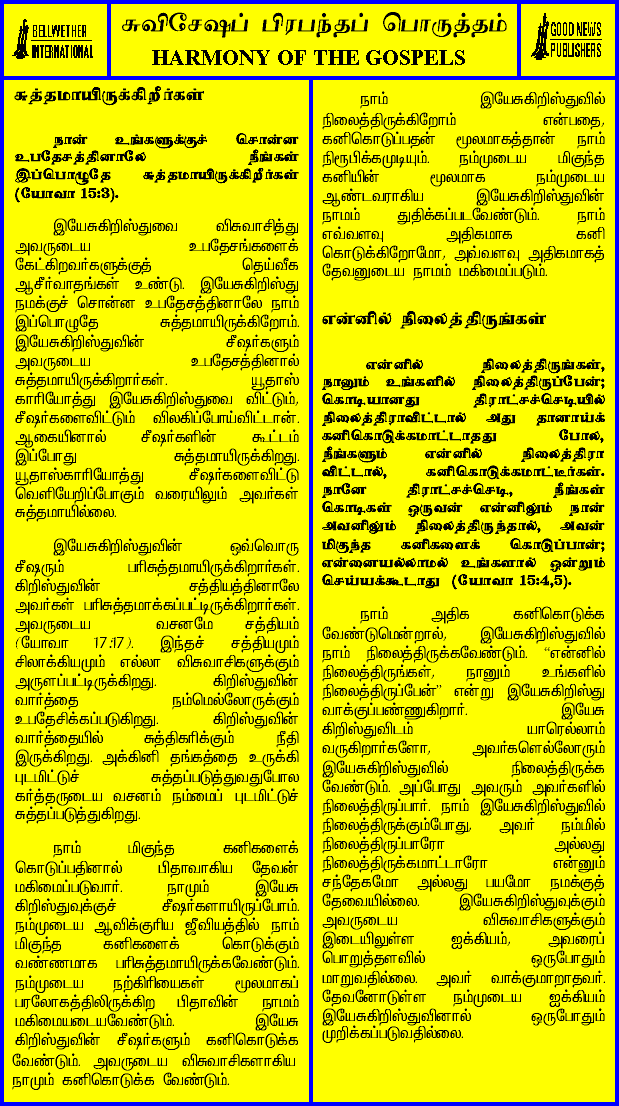 BELLWETHER
INTERNATIONAL
சுவிசேஷப் பிரபந்தப் பொருத்தம்
HARMONY OF THE GOSPELS
GOOD NEWS
PUBLISHERS
சுத்தமாயிருக்கிறீர்கள்
நான் உங்களுக்குச் சொன்ன
உபதேசத்தினாலே நீங்கள்
இப்பொழுதே சுத்தமாயிருக்கிறீர்கள்
(யோவா 15:3).
இயேசுகிறிஸ்துவை விசுவாசித்து
அவருடைய உபதேசங்களைக்
கேட்கிறவர்களுக்குத் தெய்வீக
ஆசீர்வாதங்கள் உண்டு. இயேசுகிறிஸ்து
நமக்குச் சொன்ன உபதேசத்தினாலே நாம்
இப்பொழுதே சுத்தமாயிருக்கிறோம்.
இயேசுகிறிஸ்துவின் சீஷர்களும்
அவருடைய உபதேசத்தினால்
சுத்தமாயிருக்கிறார்கள். யூதாஸ்
காரியோத்து இயேசுகிறிஸ்துவை விட்டும்,
சீஷர்களைவிட்டும் விலகிப்போய்விட்டான்.
ஆகையினால் சீஷர்களின் கூட்டம்
இப்போது சுத்தமாயிருக்கிறது.
யூதாஸ்காரியோத்து சீஷர்களைவிட்டு
வெளியேறிப்போகும் வரையிலும் அவர்கள்
சுத்தமாயில்லை.
இயேசுகிறிஸ்துவின் ஒவ்வொரு
சீஷரும் பரிசுத்தமாயிருக்கிறார்கள்.
கிறிஸ்துவின் சத்தியத்தினாலே
அவர்கள் பரிசுத்தமாக்கப்பட்டிருக்கிறார்கள்.
அவருடைய வசனமே சத்தியம்
(யோவா 17:17). இந்தச் சத்தியமும்
சிலாக்கியமும் எல்லா விசுவாசிகளுக்கும்
அருளப்பட்டிருக்கிறது. கிறிஸ்துவின்
வார்த்தை நம்மெல்லோருக்கும்
உபதேசிக்கப்படுகிறது. கிறிஸ்துவின்
வார்த்தையில் சுத்திகரிக்கும் நீதி
இருக்கிறது. அக்கினி தங்கத்தை உருக்கி
புடமிட்டுச் சுத்தப்படுத்துவதுபோல
கர்த்தருடைய வசனம் நம்மைப் புடமிட்டுச்
சுத்தப்படுத்துகிறது.
நாம் மிகுந்த கனிகளைக்
கொடுப்பதினால் பிதாவாகிய தேவன்
மகிமைப்படுவார். நாமும் இயேசு
கிறிஸ்துவுக்குச் சீஷர்களாயிருப்போம்.
நம்முடைய ஆவிக்குரிய ஜீவியத்தில் நாம்
மிகுந்த கனிகளைக் கொடுக்கும்
வண்ணமாக பரிசுத்தமாயிருக்கவேண்டும்.
நம்முடைய நற்கிரியைகள் மூலமாகப்
பரலோகத்திலிருக்கிற பிதாவின் நாமம்
மகிமையடையவேண்டும். இயேசு
கிறிஸ்துவின் சீஷர்களும் கனிகொடுக்க
வேண்டும். அவருடைய விசுவாசிகளாகிய
நாமும் கனிகொடுக்க வேண்டும்.
நாம் இயேசுகிறிஸ்துவில்
நிலைத்திருக்கிறோம் என்பதை,
கனிகொடுப்பதன் மூலமாகத்தான் நாம்
நிரூபிக்கமுடியும். நம்முடைய மிகுந்த
கனியின் மூலமாக நம்முடைய
ஆண்டவராகிய இயேசுகிறிஸ்துவின்
நாமம் துதிக்கப்படவேண்டும். நாம்
எவ்வளவு அதிகமாக கனி
கொடுக்கிறோமோ, அவ்வளவு அதிகமாகத்
தேவனுடைய நாமம் மகிமைப்படும்.
என்னில் நிலைத்திருங்கள்
என்னில் நிலைத்திருங்கள்,
நானும் உங்களில் நிலைத்திருப்பேன்;
கொடியானது திராட்சச்செடியில்
நிலைத்திராவிட்டால் அது தானாய்க்
கனிகொடுக்கமாட்டாதது போல,
நீங்களும் என்னில் நிலைத்திரா
விட்டால், கனிகொடுக்கமாட்டீர்கள்.
நானே திராட்சச்செடி, நீங்கள்
கொடிகள் ஒருவன் என்னிலும் நான்
அவனிலும் நிலைத்திருந்தால், அவன்
மிகுந்த கனிகளைக் கொடுப்பான்;
என்னையல்லாமல் உங்களால் ஒன்றும்
செய்யக்கூடாது (யோவா 15:4,5).
நாம் அதிக கனிகொடுக்க
வேண்டுமென்றால், இயேசுகிறிஸ்துவில்
நாம் நிலைத்திருக்கவேண்டும். “என்னில்
நிலைத்திருங்கள், நானும் உங்களில்
நிலைத்திருப்பேன்” என்று இயேசுகிறிஸ்து
வாக்குப்பண்ணுகிறார். இயேசு
கிறிஸ்துவிடம் யாரெல்லாம்
வருகிறார்களோ, அவர்களெல்லோரும்
இயேசுகிறிஸ்துவில் நிலைத்திருக்க
வேண்டும். அப்போது அவரும் அவர்களில்
நிலைத்திருப்பார். நாம் இயேசுகிறிஸ்துவில்
நிலைத்திருக்கும்போது, அவர் நம்மில்
நிலைத்திருப்பாரோ அல்லது
நிலைத்திருக்கமாட்டாரோ என்னும்
சந்தேகமோ அல்லது பயமோ நமக்குத்
தேவையில்லை. இயேசுகிறிஸ்துவுக்கும்
அவருடைய விசுவாசிகளுக்கும்
இடையிலுள்ள ஐக்கியம், அவரைப்
பொறுத்தளவில் ஒருபோதும்
மாறுவதில்லை. அவர் வாக்குமாறாதவர்.
தேவனோடுள்ள நம்முடைய ஐக்கியம்
இயேசுகிறிஸ்துவினால் ஒருபோதும்
முறிக்கப்படுவதில்லை.